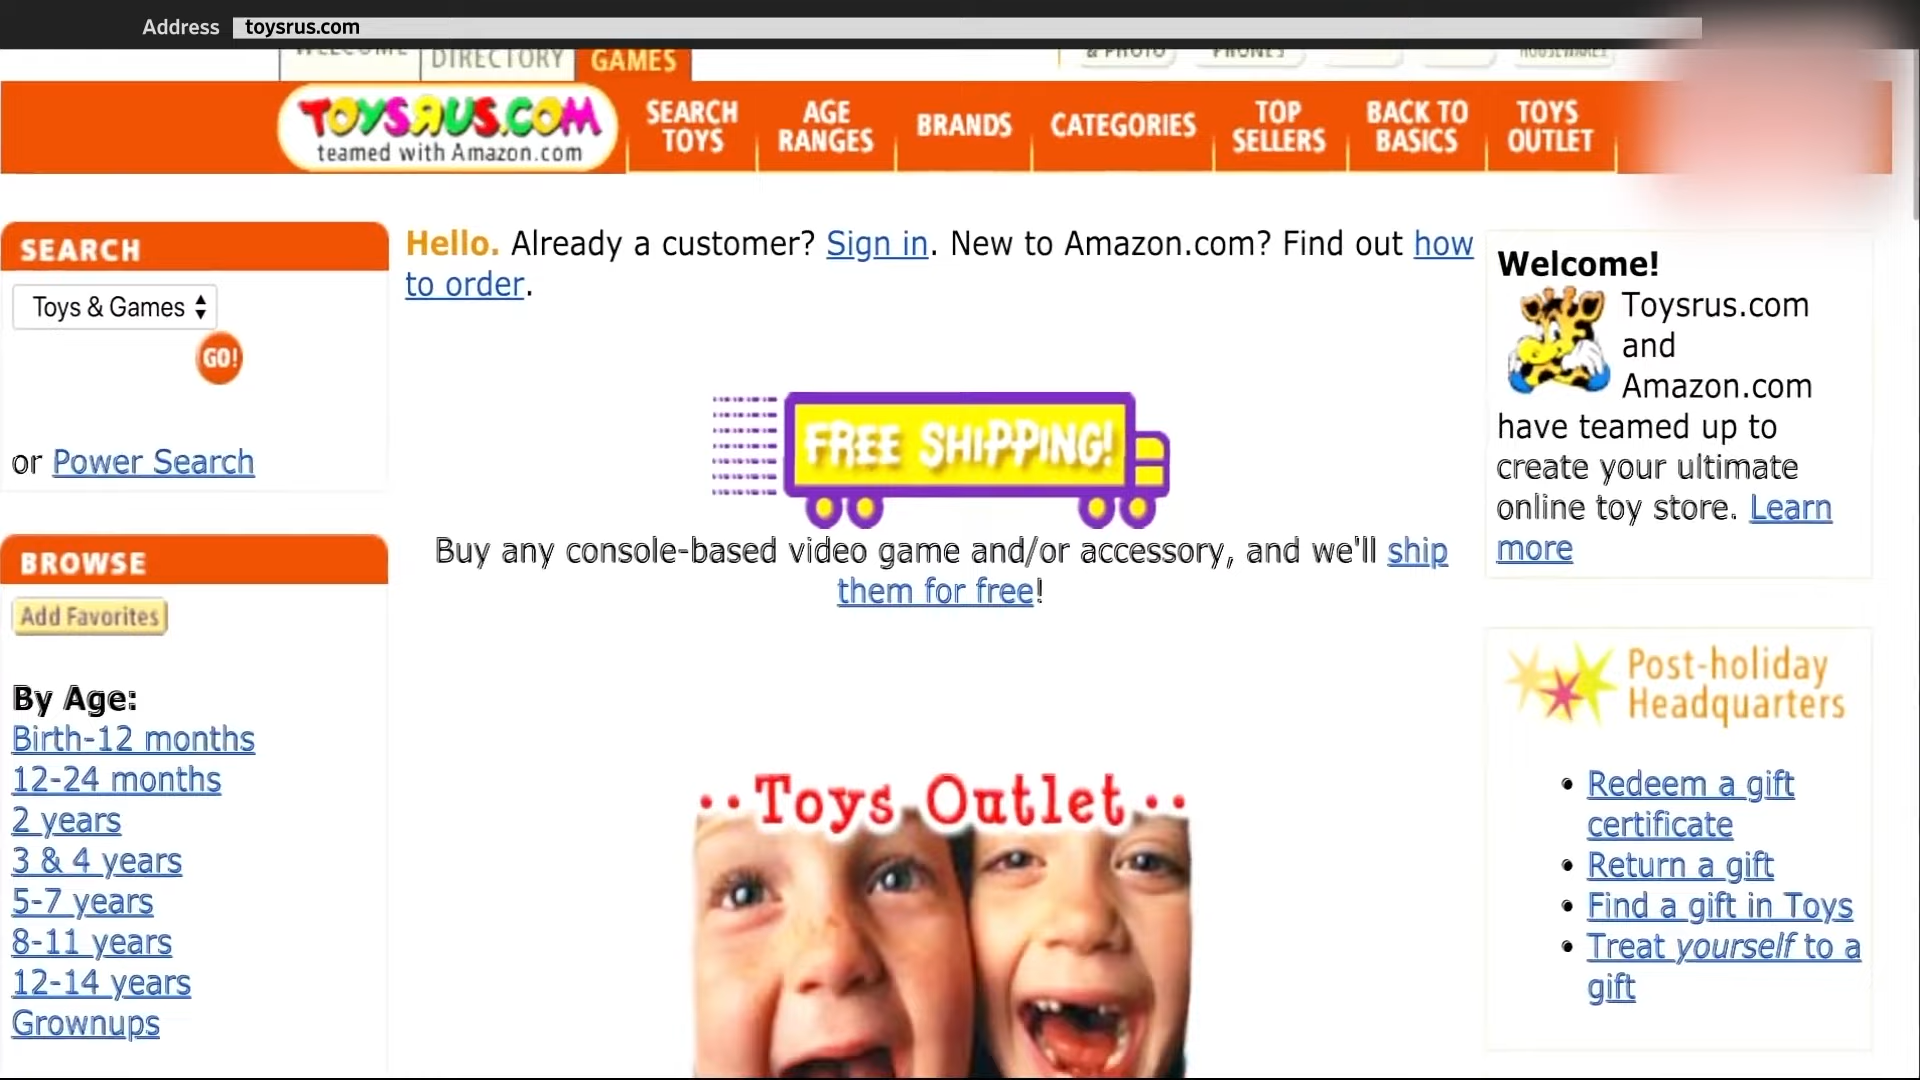 Address toysrus.com
WELCOME DIRECTORY GAMES & PHOTO PHONES HOUSEWARES
TOYSRUS.COM
teamed with Amazon.com
SEARCH
TOYS
AGE
RANGES
BRANDS
CATEGORIES
TOP
SELLERS
BACK TO
BASICS
TOYS
OUTLET
SEARCH
Toys & Games
GO!
or Power Search
BROWSE
Add Favorites
By Age:
Birth-12 months
12-24 months
2 years
3 & 4 years
5-7 years
8-11 years
12-14 years
Grownups
Hello. Already a customer? Sign in. New to Amazon.com? Find out how
to order.
FREE SHIPPING!
Buy any console-based video game and/or accessory, and we'll ship
them for free!
Toys Outlet
Welcome!
Toysrus.com
and
Amazon.com
have teamed up to
create your ultimate
online toy store. Learn
more
Post-holiday
Headquarters
• Redeem a gift
certificate
• Return a gift
• Find a gift in Toys
• Treat yourself to a
gift